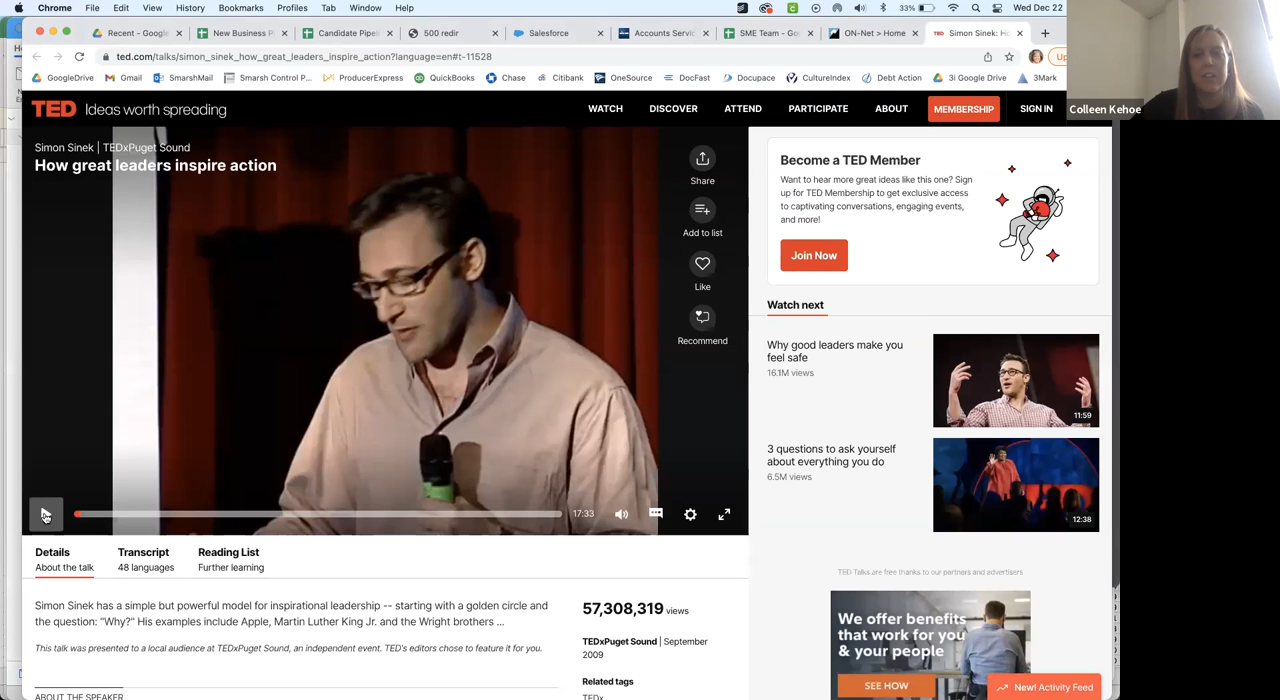 Chrome File Edit View History Bookmarks Profiles Tab Window Help
33% Wed Dec 22
Recent - Google
New Business P
Candidate Pipe
500 redir
Salesforce
Accounts Servic
SME Team - Go
ON-Net > Home
TED Simon Sinek: H
ted.com/talks/simon_sinek_how_great_leaders_inspire_action?language=en#t-11528
GoogleDrive Gmail SmarshMail Smarsh Control P... ProducerExpress QuickBooks Chase Citibank OneSource DocFast Docupace CultureIndex Debt Action 3i Google Drive 3Mark
Colleen Kehoe
TED Ideas worth spreading
WATCH DISCOVER ATTEND PARTICIPATE ABOUT MEMBERSHIP SIGN IN
Simon Sinek | TEDxPuget Sound
How great leaders inspire action
Share
Add to list
Like
Recommend
17:33
Become a TED Member
Want to hear more great ideas like this one? Sign
up for TED Membership to get exclusive access
to captivating conversations, engaging events,
and more!
Join Now
Watch next
Why good leaders make you
feel safe
16.1M views
11:59
3 questions to ask yourself
about everything you do
6.5M views
12:38
Details
About the talk
Transcript
48 languages
Reading List
Further learning
Simon Sinek has a simple but powerful model for inspirational leadership -- starting with a golden circle and
the question: "Why?" His examples include Apple, Martin Luther King Jr. and the Wright brothers ...
This talk was presented to a local audience at TEDxPuget Sound, an independent event. TED's editors chose to feature it for you.
ABOUT THE SPEAKER
57,308,319 views
TEDxPuget Sound | September
2009
Related tags
TEDx
TED Talks are free thanks to our partners and advertisers
We offer benefits
that work for you
& your people
SEE HOW
New! Activity Feed